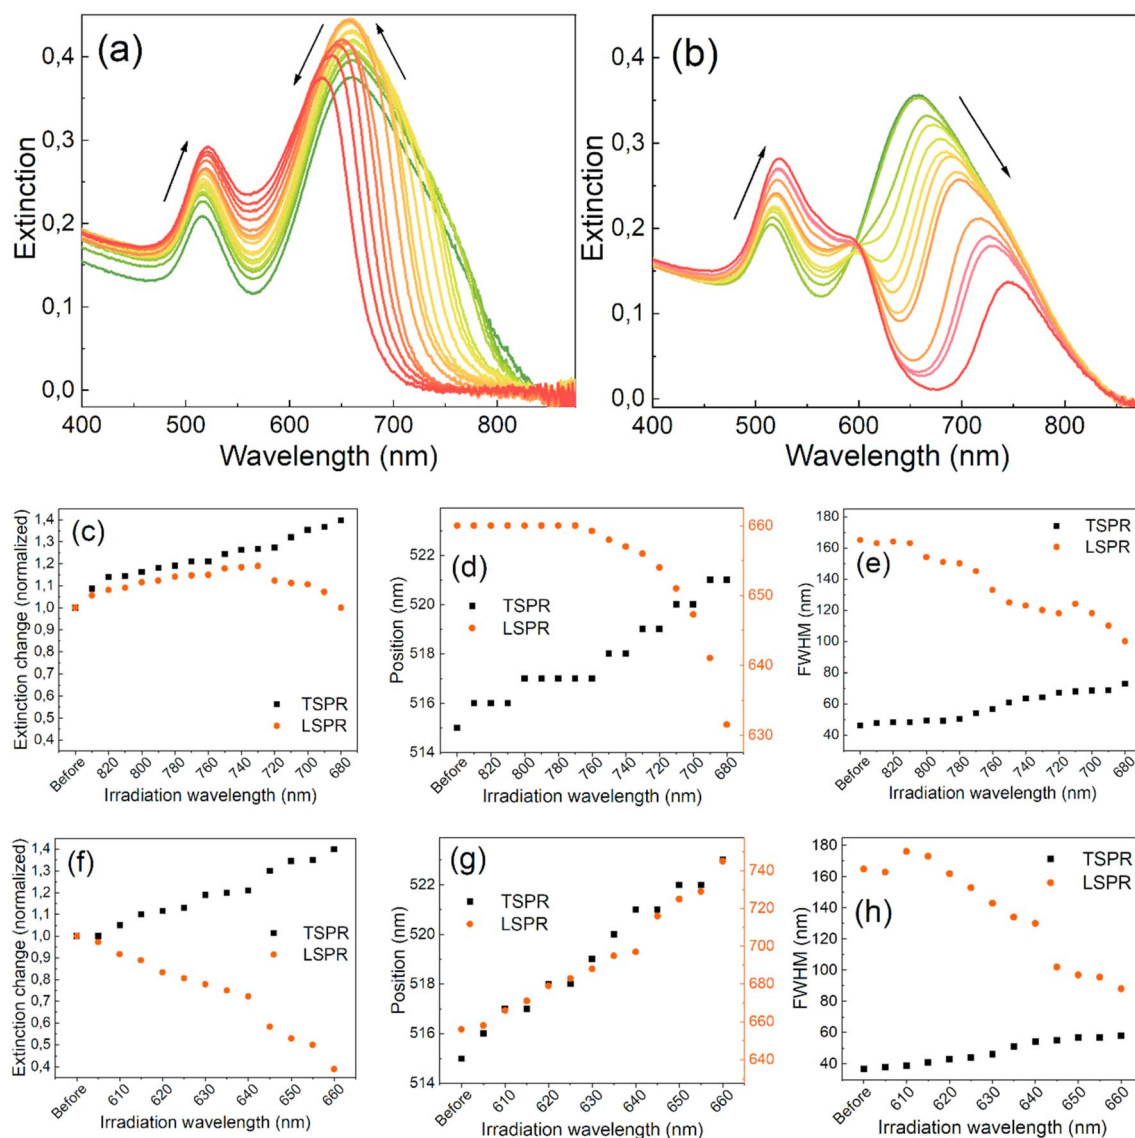 (a)
Extinction
0,4
0,3
0,2
0,1
0,0
400 500 600 700 800
Wavelength (nm)
(b)
Extinction
0,4
0,3
0,2
0,1
0,0
400 500 600 700 800
Wavelength (nm)
(c)
Extinction change (normalized)
1,4
1,3
1,2
1,1
1,0
0,9
0,8
0,7
0,6
0,5
0,4
TSPR
LSPR
Before 820 800 780 760 740 720 700 680
Irradiation wavelength (nm)
(d)
Position (nm)
522
520
518
516
514
TSPR
LSPR
660
650
640
630
Before 820 800 780 760 740 720 700 680
Irradiation wavelength (nm)
(e)
FWHM (nm)
180
160
140
120
100
80
60
40
TSPR
LSPR
Before 820 800 780 760 740 720 700 680
Irradiation wavelength (nm)
(f)
Extinction change (normalized)
1,4
1,3
1,2
1,1
1,0
0,9
0,8
0,7
0,6
0,5
0,4
TSPR
LSPR
Before 610 620 630 640 650 660
Irradiation wavelength (nm)
(g)
Position (nm)
522
520
518
516
514
TSPR
LSPR
740
720
700
680
660
640
Before 610 620 630 640 650 660
Irradiation wavelength (nm)
(h)
FWHM (nm)
180
160
140
120
100
80
60
40
TSPR
LSPR
Before 610 620 630 640 650 660
Irradiation wavelength (nm)